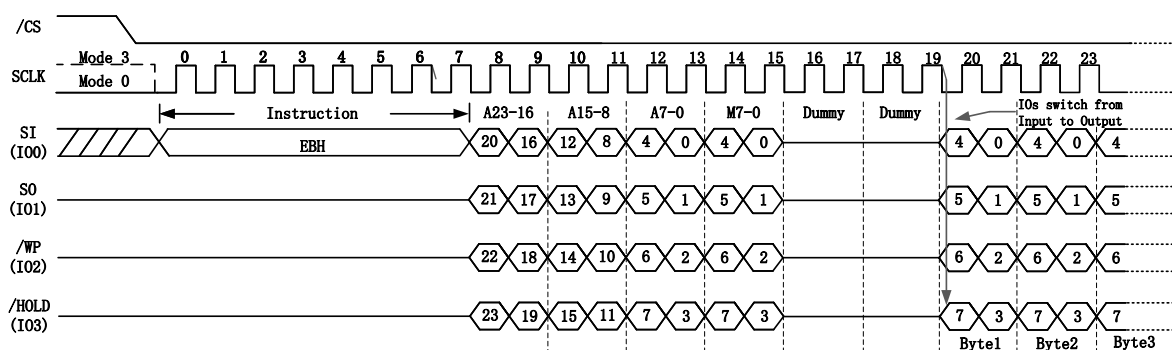 /CS
Mode 3 0 1 2 3 4 5 6 7 8 9 10 11 12 13 14 15 16 17 18 19 20 21 22 23
SCLK
Mode 0
Instruction A23-16 A15-8 A7-0 M7-0 Dummy Dummy IOs switch from
Input to Output
SI
(IO0) EBH 20 16 12 8 4 0 4 0 4 0 4 0 4
SO
(IO1) 21 17 13 9 5 1 5 1 5 1 5 1 5
/WP
(IO2) 22 18 14 10 6 2 6 2 6 2 6 2 6
/HOLD
(IO3) 23 19 15 11 7 3 7 3 7 3 7 3 7
Byte1 Byte2 Byte3